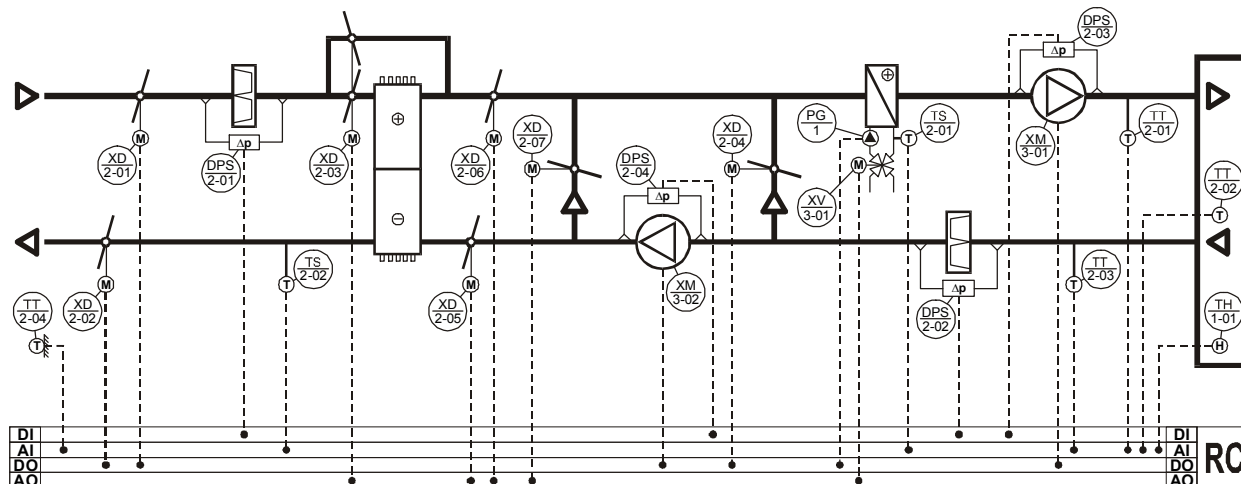 DPS
2-03
Δp
XD
2-07
XD
2-04
PG
1
TS
2-01
M
M
M
M
T
T
XD
2-01
Δp
DPS
2-01
XD
2-03
XD
2-06
DPS
2-04
XM
3-01
TT
2-01
M
M
M
TT
2-02
Δp
XV
3-01
T
TS
2-02
XM
3-02
TT
2-03
M
T
M
Δp
T
TT
2-04
XD
2-02
XD
2-05
DPS
2-02
TH
1-01
T
H
DI
AI
DO
AO
DI
AI
DO
AO
RC